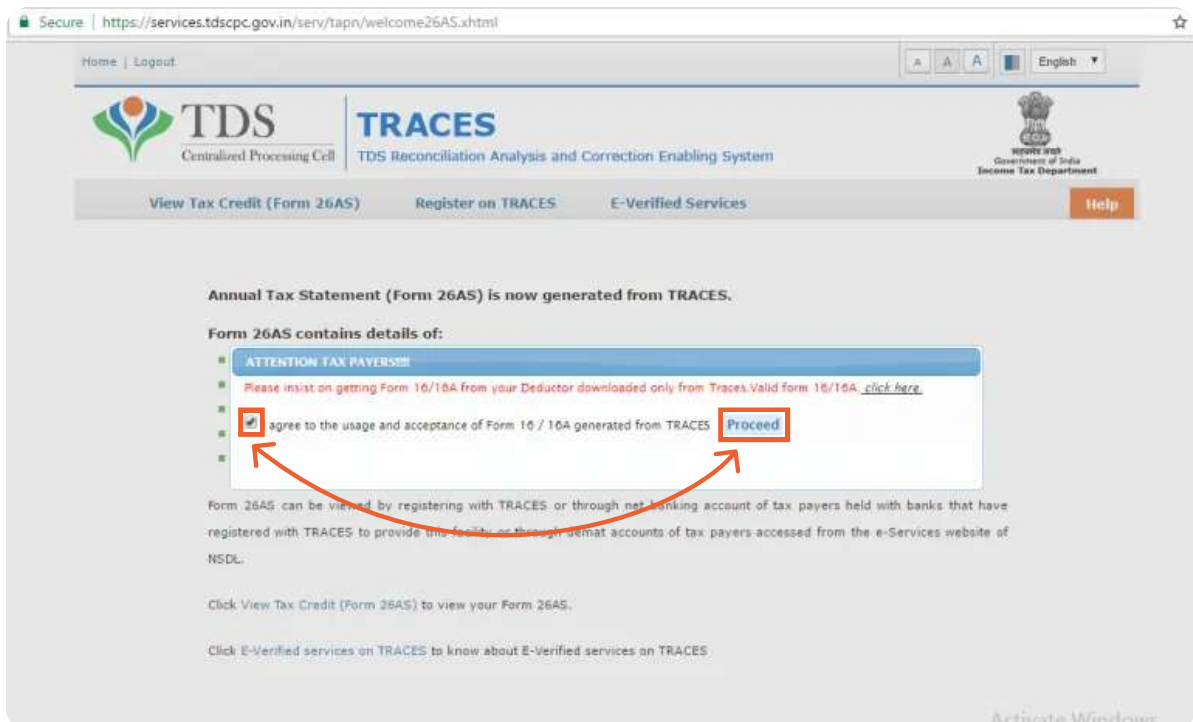 Secure | https://services.tdscpc.gov.in/serv/tapn/welcome26AS.xhtml
Home | Logout
A A A English
TDS
Centralized Processing Cell
TRACES
TDS Reconciliation Analysis and Correction Enabling System
सत्यमेव जयते
Government of India
Income Tax Department
View Tax Credit (Form 26AS) Register on TRACES E-Verified Services Help
Annual Tax Statement (Form 26AS) is now generated from TRACES.
Form 26AS contains details of:
ATTENTION TAX PAYERS!!!!
Please insist on getting Form 16/16A from your Deductor downloaded only from Traces.Valid form 16/16A. click here.
agree to the usage and acceptance of Form 16 / 16A generated from TRACES Proceed
Form 26AS can be viewed by registering with TRACES or through net banking account of tax payers held with banks that have
registered with TRACES to provide this facility or through demat accounts of tax payers accessed from the e-Services website of
NSDL.
Click View Tax Credit (Form 26AS) to view your Form 26AS.
Click E-Verified services on TRACES to know about E-Verified services on TRACES
Activate Windows